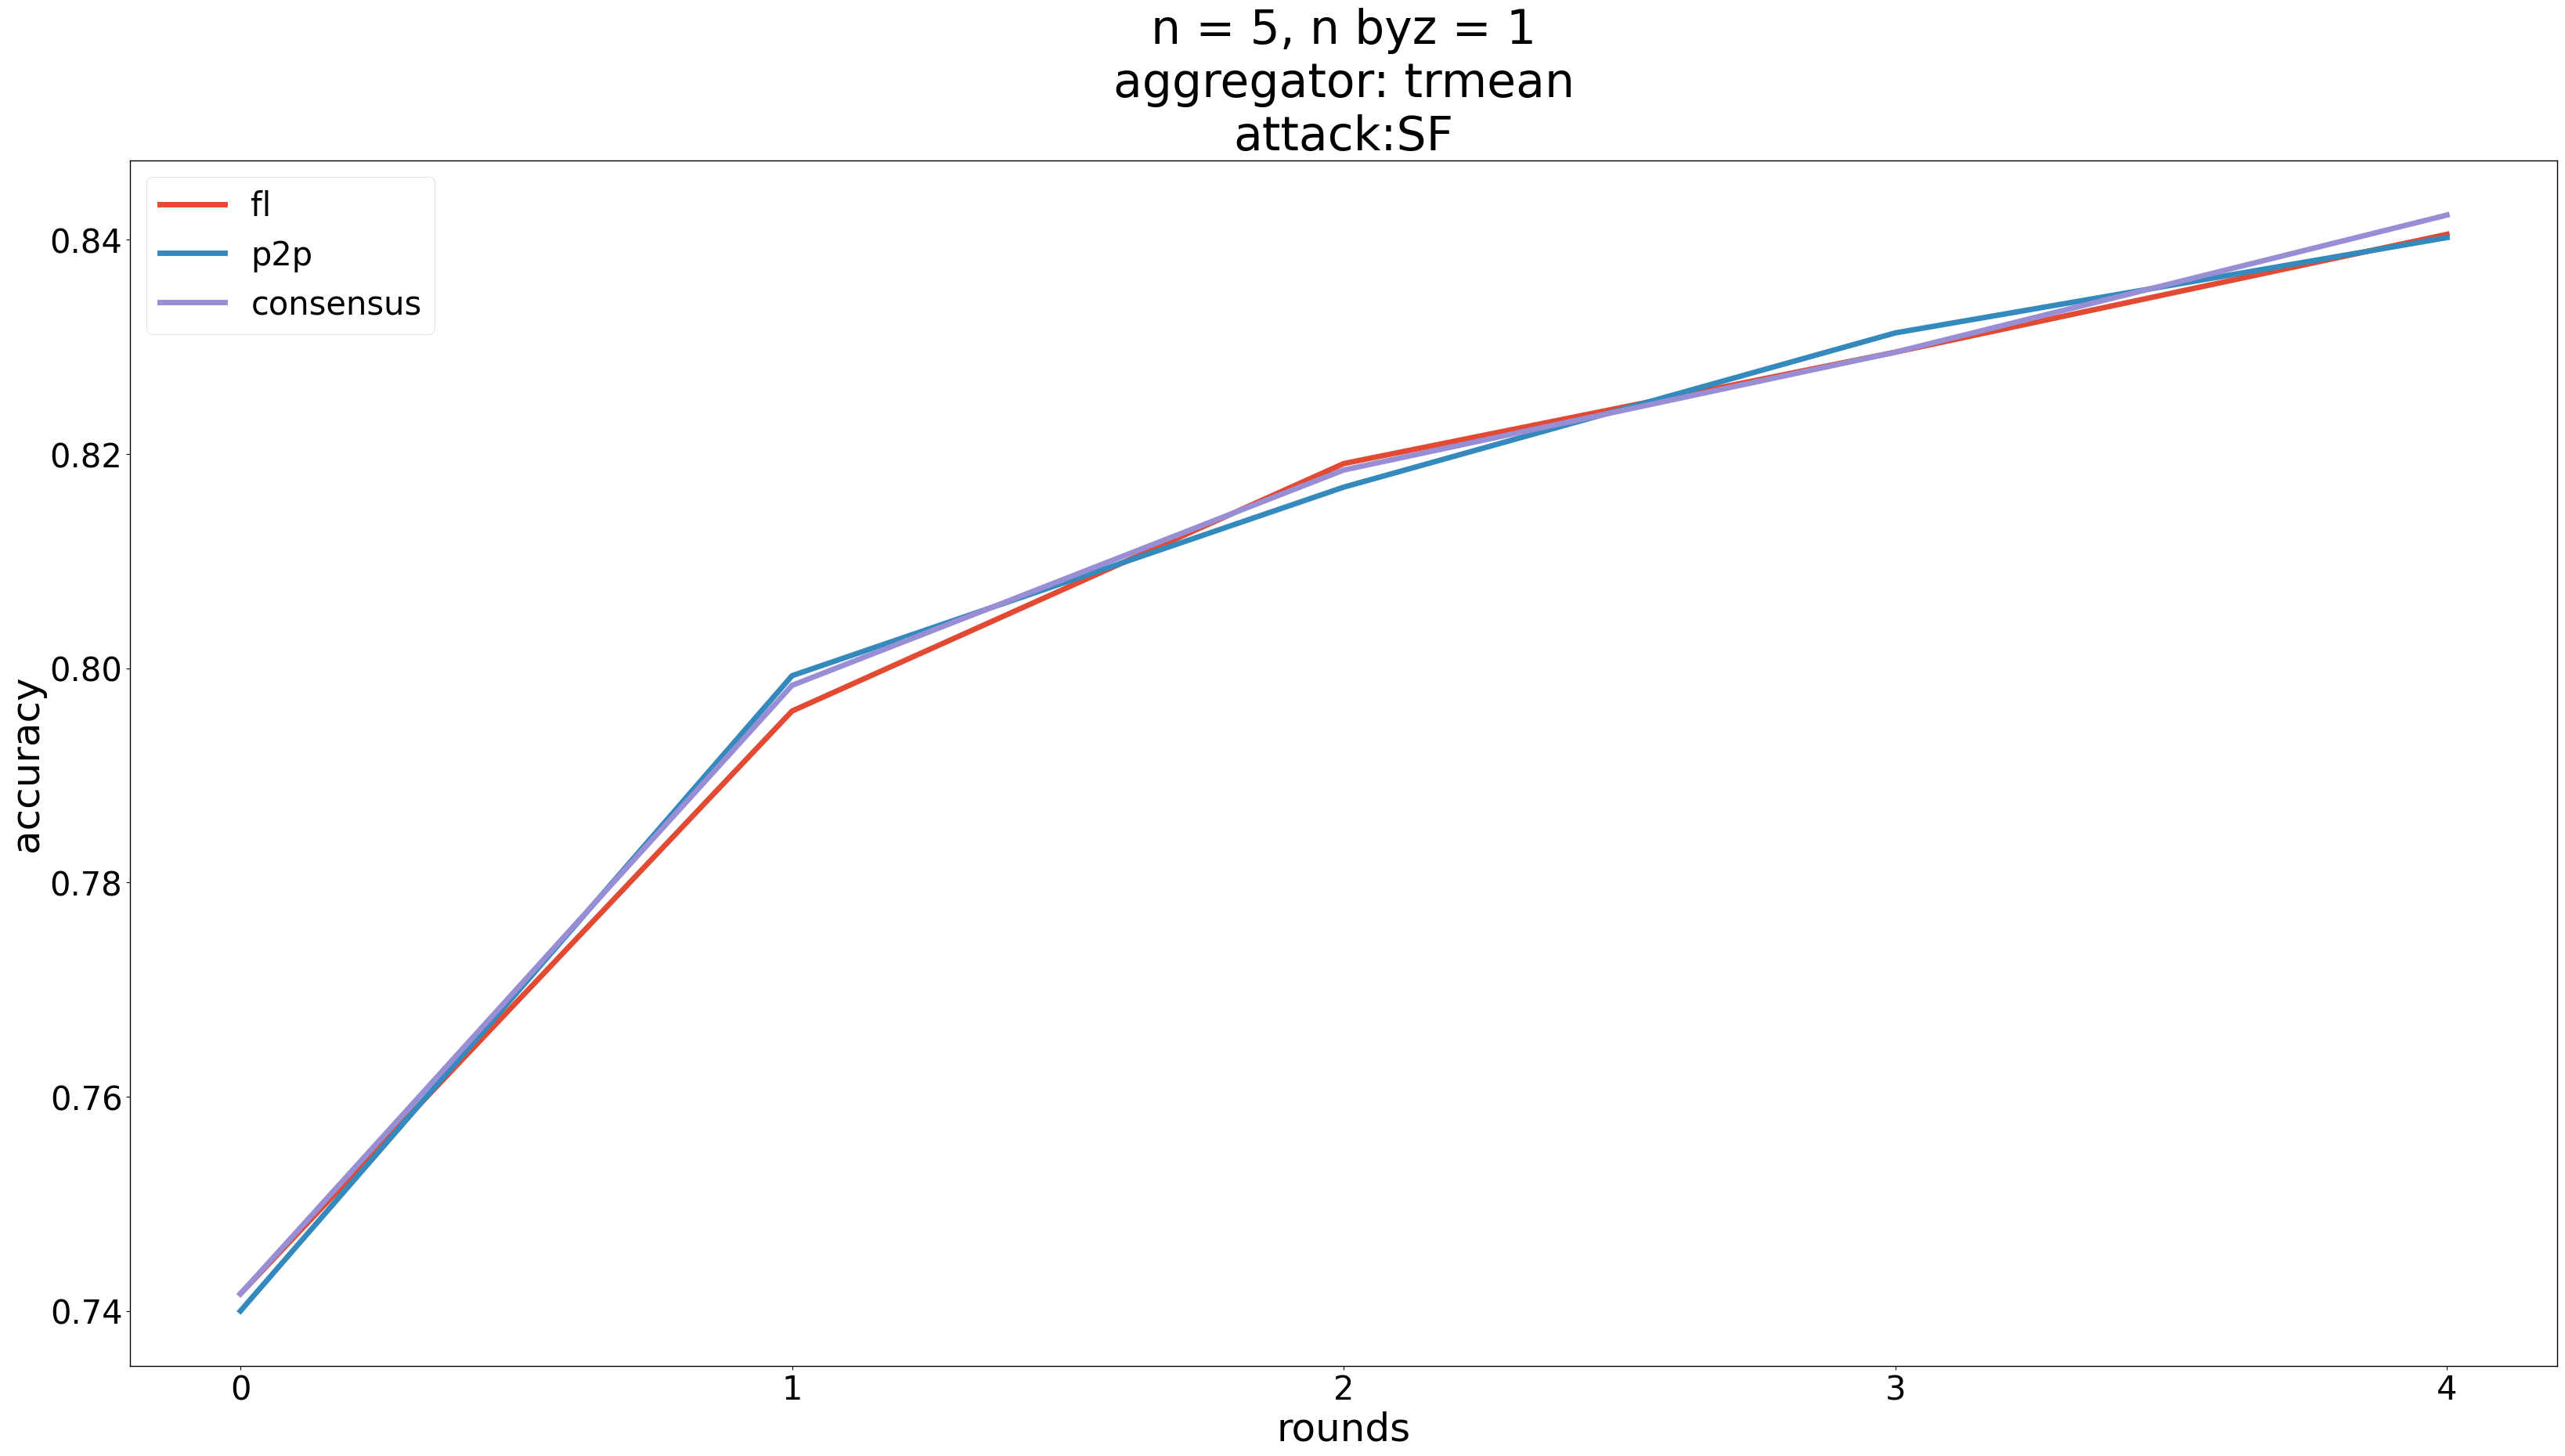 n = 5, n byz = 1
aggregator: trmean
attack:SF
fl
p2p
consensus
0.84
0.82
0.80
0.78
0.76
0.74
accuracy
0 1 2 3 4
rounds